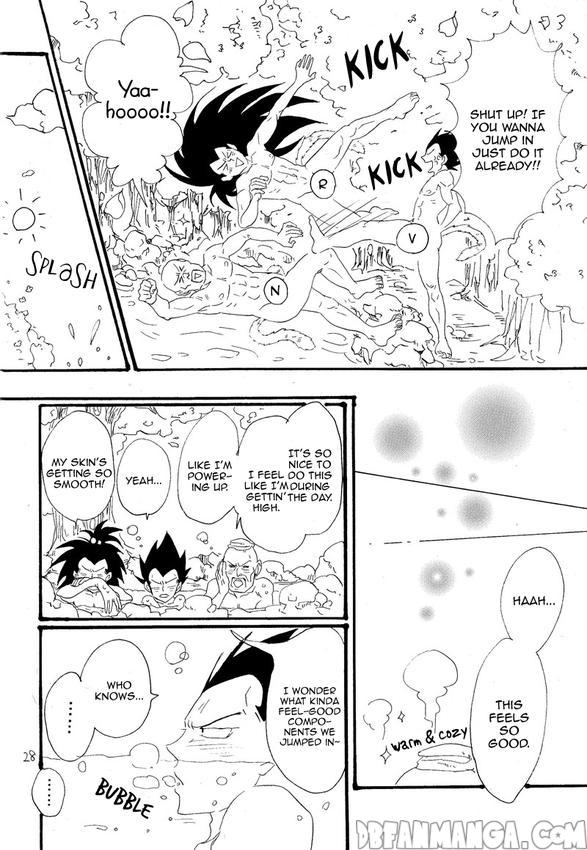 KICK
KICK
SHUT UP! IF
YOU WANNA
JUMP IN
JUST DO IT
ALREADY!!
Yaa-
hoooo!!
R
V
N
SPLaSH
HAAH...
THIS
FEELS
SO
GOOD.
warm & cozy
IT'S SO
NICE TO
I FEEL DO THIS
LIKE I'M DURING
GETTIN' THE DAY.
HIGH.
LIKE I'M
POWER-
ING UP.
YEAH...
MY SKIN'S
GETTING SO
SMOOTH!
I WONDER
WHAT KINDA
FEEL-GOOD
COMPO-
NENTS WE
JUMPED IN~
WHO
KNOWS...
BUBBLE
28
DBFANMANGA.COM